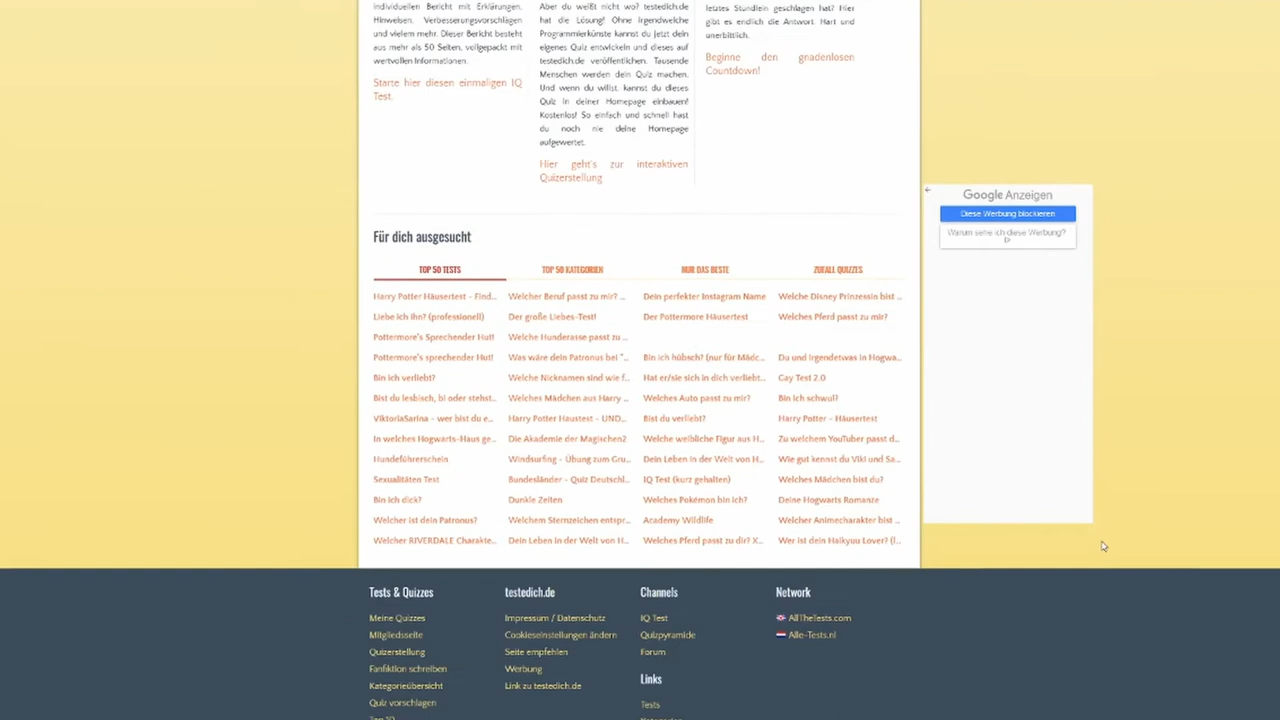 individuellen Bericht mit Erklärungen,
Hinweisen, Verbesserungsvorschlägen
und vielem mehr. Dieser Bericht besteht
aus mehr als 50 Seiten, vollgepackt mit
wertvollen Informationen.
Starte hier diesen einmaligen IQ
Test.
Aber du weißt nicht wo? testedich.de
hat die Lösung! Ohne irgendwelche
Programmierkünste kannst du jetzt dein
eigenes Quiz entwickeln und dieses auf
testedich.de veröffentlichen. Tausende
Menschen werden dein Quiz machen.
Und wenn du willst, kannst du dieses
Quiz in deiner Homepage einbauen!
Kostenlos! So einfach und schnell hast
du noch nie deine Homepage
aufgewertet.
Hier geht's zur interaktiven
Quizerstellung
letztes Stündlein geschlagen hat? Hier
gibt es endlich die Antwort. Hart und
unerbittlich.
Beginne den gnadenlosen
Countdown!
Google Anzeigen
Diese Werbung blockieren
Warum sehe ich diese Werbung?
Für dich ausgesucht
TOP 50 TESTS TOP 50 KATEGORIEN NUR DAS BESTE ZUFALL QUIZZES
Harry Potter Häusertest - Find... Welcher Beruf passt zu mir? ... Dein perfekter Instagram Name Welche Disney Prinzessin bist ...
Liebe ich ihn? (professionell) Der große Liebes-Test! Der Pottermore Häusertest Welches Pferd passt zu mir?
Pottermore's Sprechender Hut! Welche Hunderasse passt zu ...
Pottermore's sprechender Hut! Was wäre dein Patronus bei "... Bin ich hübsch? (nur für Mädc... Du und irgendetwas in Hogwa...
Bin ich verliebt? Welche Nicknamen sind wie f... Hat er/sie sich in dich verliebt... Gay Test 2.0
Bist du lesbisch, bi oder stehst... Welches Mädchen aus Harry ... Welches Auto passt zu mir? Bin ich schwul?
ViktoriaSarina - wer bist du e... Harry Potter Haustest - UND... Bist du verliebt? Harry Potter - Häusertest
In welches Hogwarts-Haus ge... Die Akademie der Magischen2 Welche weibliche Figur aus H... Zu welchem YouTuber passt d...
Hundeführerschein Windsurfing - Übung zum Gru... Dein Leben in der Welt von H... Wie gut kennst du Viki und Sa...
Sexualitäten Test Bundesländer - Quiz Deutschl... IQ Test (kurz gehalten) Welches Mädchen bist du?
Bin ich dick? Dunkle Zeiten Welches Pokémon bin ich? Deine Hogwarts Romanze
Welcher ist dein Patronus? Welchem Sternzeichen entspr... Academy Wildlife Welcher Animecharakter bist ...
Welcher RIVERDALE Charakte... Dein Leben in der Welt von H... Welches Pferd passt zu dir? X... Wer ist dein Haikyuu Lover? (I...
Tests & Quizzes
Meine Quizzes
Mitgliedsseite
Quizerstellung
Fanfiktion schreiben
Kategorieübersicht
Quiz vorschlagen
Top 10
testedich.de
Impressum / Datenschutz
Cookieseinstellungen ändern
Seite empfehlen
Werbung
Link zu testedich.de
Channels
IQ Test
Quizpyramide
Forum
Links
Tests
Network
AllTheTests.com
Alle-Tests.nl